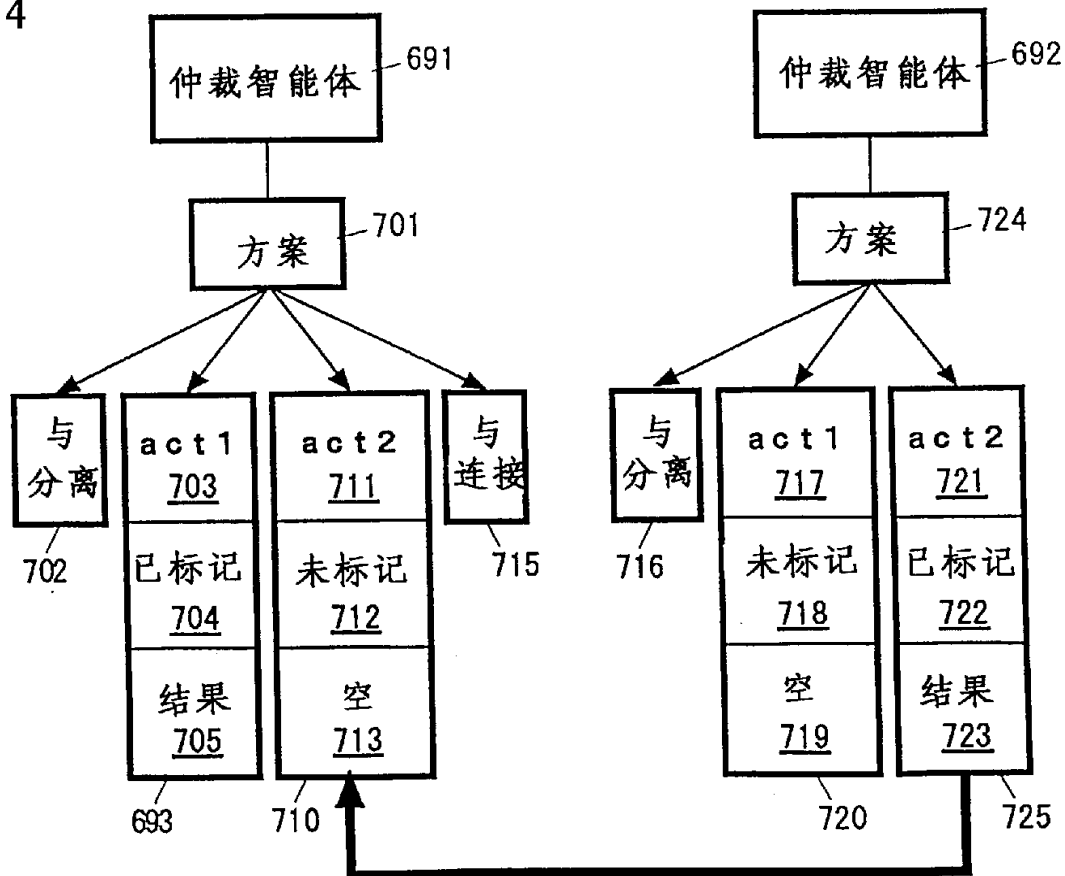 4
仲裁智能体
691
方案
701
与
分离
702
act1
703
已标记
704
结果
705
693
act2
711
未标记
712
空
713
710
与
连接
715
仲裁智能体
692
方案
724
与
分离
716
act1
717
未标记
718
空
719
720
act2
721
已标记
722
结果
723
725